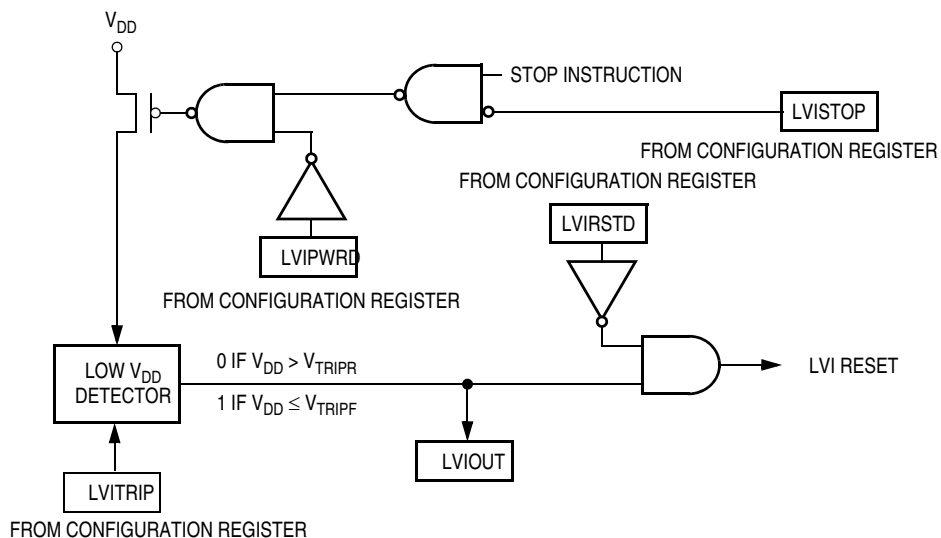 VDD
STOP INSTRUCTION
LVISTOP
FROM CONFIGURATION REGISTER
FROM CONFIGURATION REGISTER
LVIRSTD
LVIPWRD
FROM CONFIGURATION REGISTER
LOW VDD
DETECTOR
0 IF VDD > VTRIPR
1 IF VDD ≤ VTRIPF
LVI RESET
LVIOUT
LVITRIP
FROM CONFIGURATION REGISTER